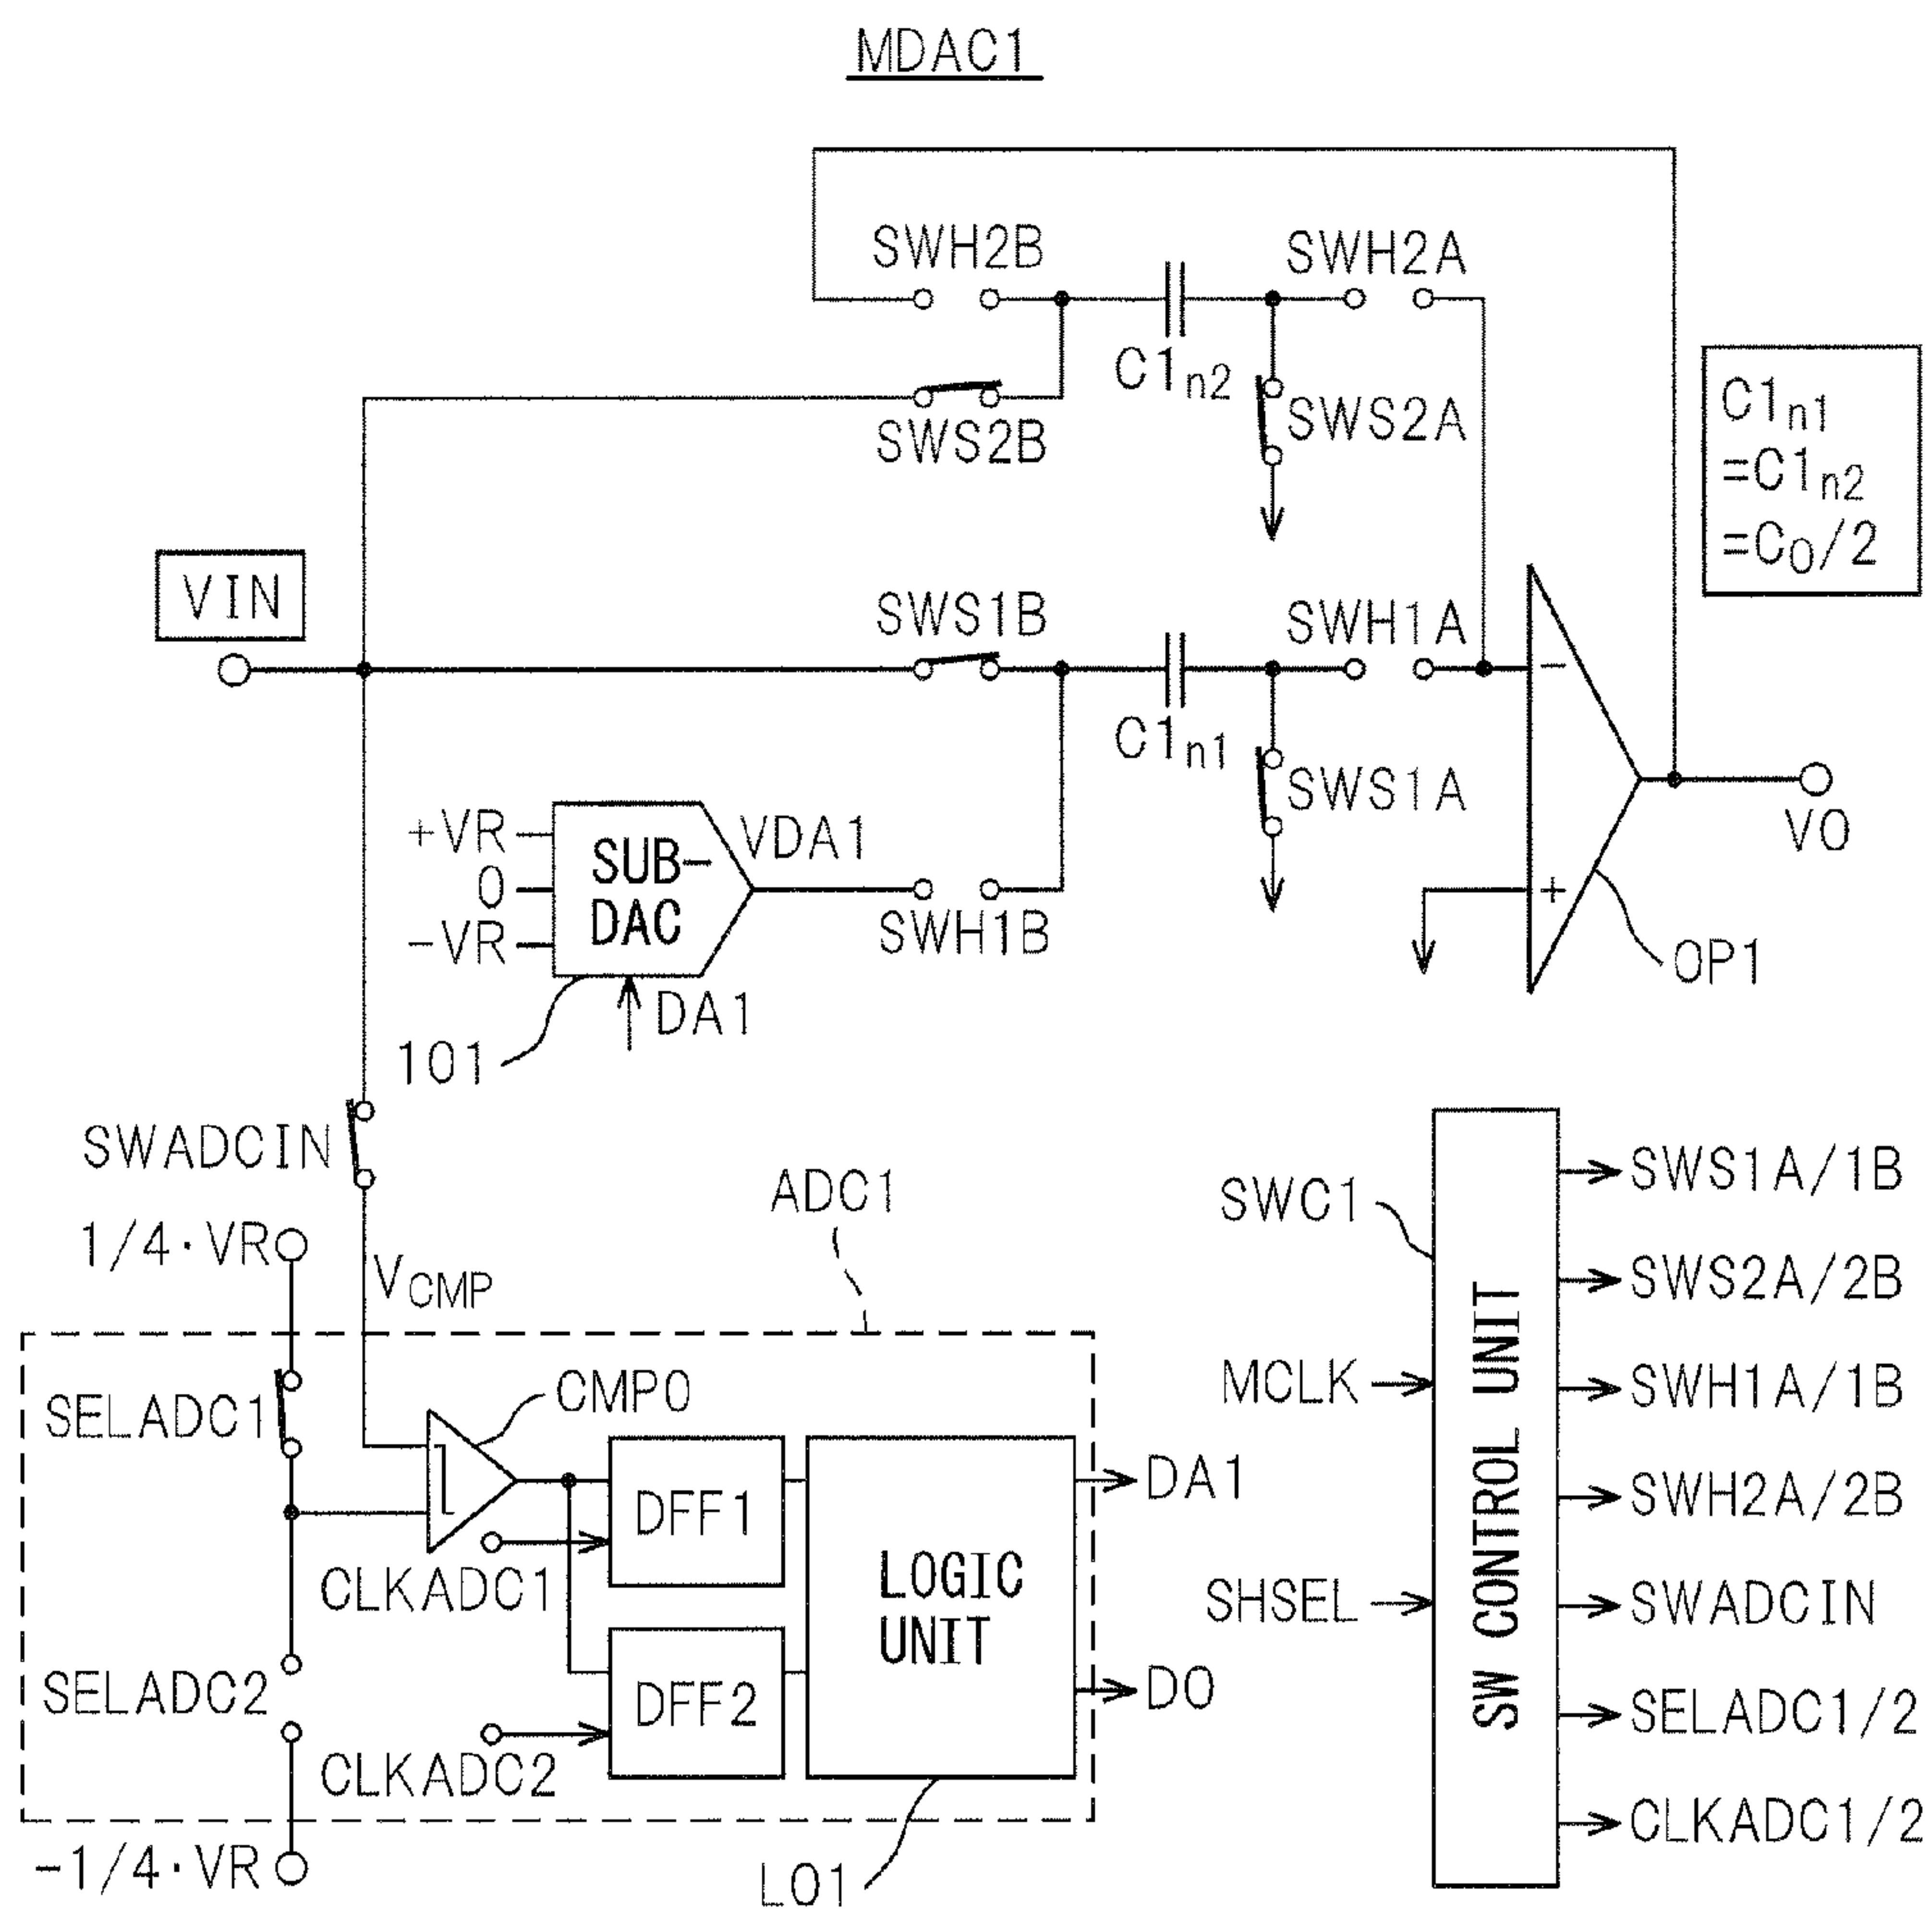 MDAC1
SWH2B
SWH2A
C1n2
SWS2B
SWS2A
C1n1
=C1n2
=C0/2
VIN
SWS1B
SWH1A
C1n1
SWS1A
−
+
VO
OP1
+VR
0
-VR
SUB-
DAC
VDA1
SWH1B
DA1
101
SWADCIN
1/4·VR
VCMP
ADC1
SELADC1
CMP0
DFF1
CLKADC1
LOGIC
UNIT
DA1
SELADC2
DFF2
CLKADC2
DO
-1/4·VR
LO1
SWC1
MCLK
SHSEL
SW CONTROL UNIT
SWS1A/1B
SWS2A/2B
SWH1A/1B
SWH2A/2B
SWADCIN
SELADC1/2
CLKADC1/2